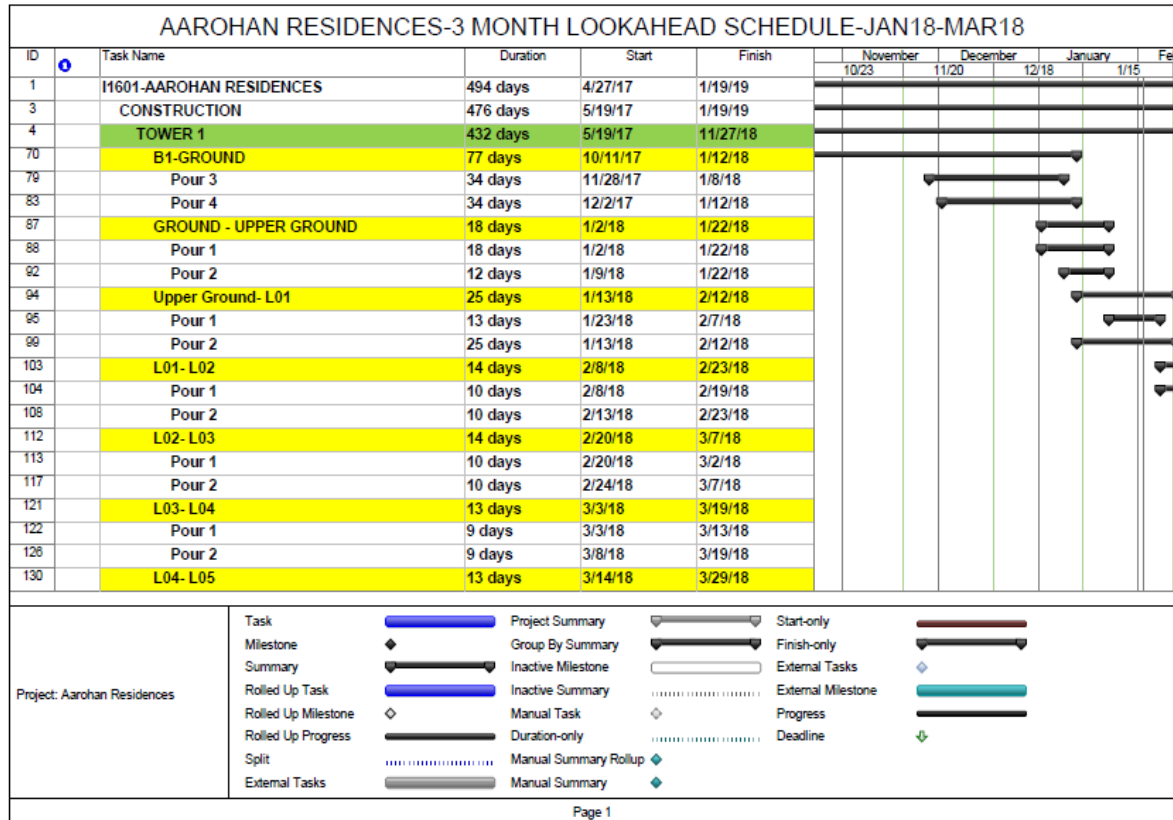 AAROHAN RESIDENCES-3 MONTH LOOKAHEAD SCHEDULE-JAN18-MAR18
ID Task Name Duration Start Finish November December January Fe
10/23 11/20 12/18 1/15
1 I1601-AAROHAN RESIDENCES 494 days 4/27/17 1/19/19
3 CONSTRUCTION 476 days 5/19/17 1/19/19
4 TOWER 1 432 days 5/19/17 11/27/18
70 B1-GROUND 77 days 10/11/17 1/12/18
79 Pour 3 34 days 11/28/17 1/8/18
83 Pour 4 34 days 12/2/17 1/12/18
87 GROUND - UPPER GROUND 18 days 1/2/18 1/22/18
88 Pour 1 18 days 1/2/18 1/22/18
92 Pour 2 12 days 1/9/18 1/22/18
94 Upper Ground- L01 25 days 1/13/18 2/12/18
95 Pour 1 13 days 1/23/18 2/7/18
99 Pour 2 25 days 1/13/18 2/12/18
103 L01- L02 14 days 2/8/18 2/23/18
104 Pour 1 10 days 2/8/18 2/19/18
108 Pour 2 10 days 2/13/18 2/23/18
112 L02- L03 14 days 2/20/18 3/7/18
113 Pour 1 10 days 2/20/18 3/2/18
117 Pour 2 10 days 2/24/18 3/7/18
121 L03- L04 13 days 3/3/18 3/19/18
122 Pour 1 9 days 3/3/18 3/13/18
126 Pour 2 9 days 3/8/18 3/19/18
130 L04- L05 13 days 3/14/18 3/29/18
Project: Aarohan Residences
Task Project Summary Start-only
Milestone Group By Summary Finish-only
Summary Inactive Milestone External Tasks
Rolled Up Task Inactive Summary External Milestone
Rolled Up Milestone Manual Task Progress
Rolled Up Progress Duration-only Deadline
Split Manual Summary Rollup
External Tasks Manual Summary
Page 1